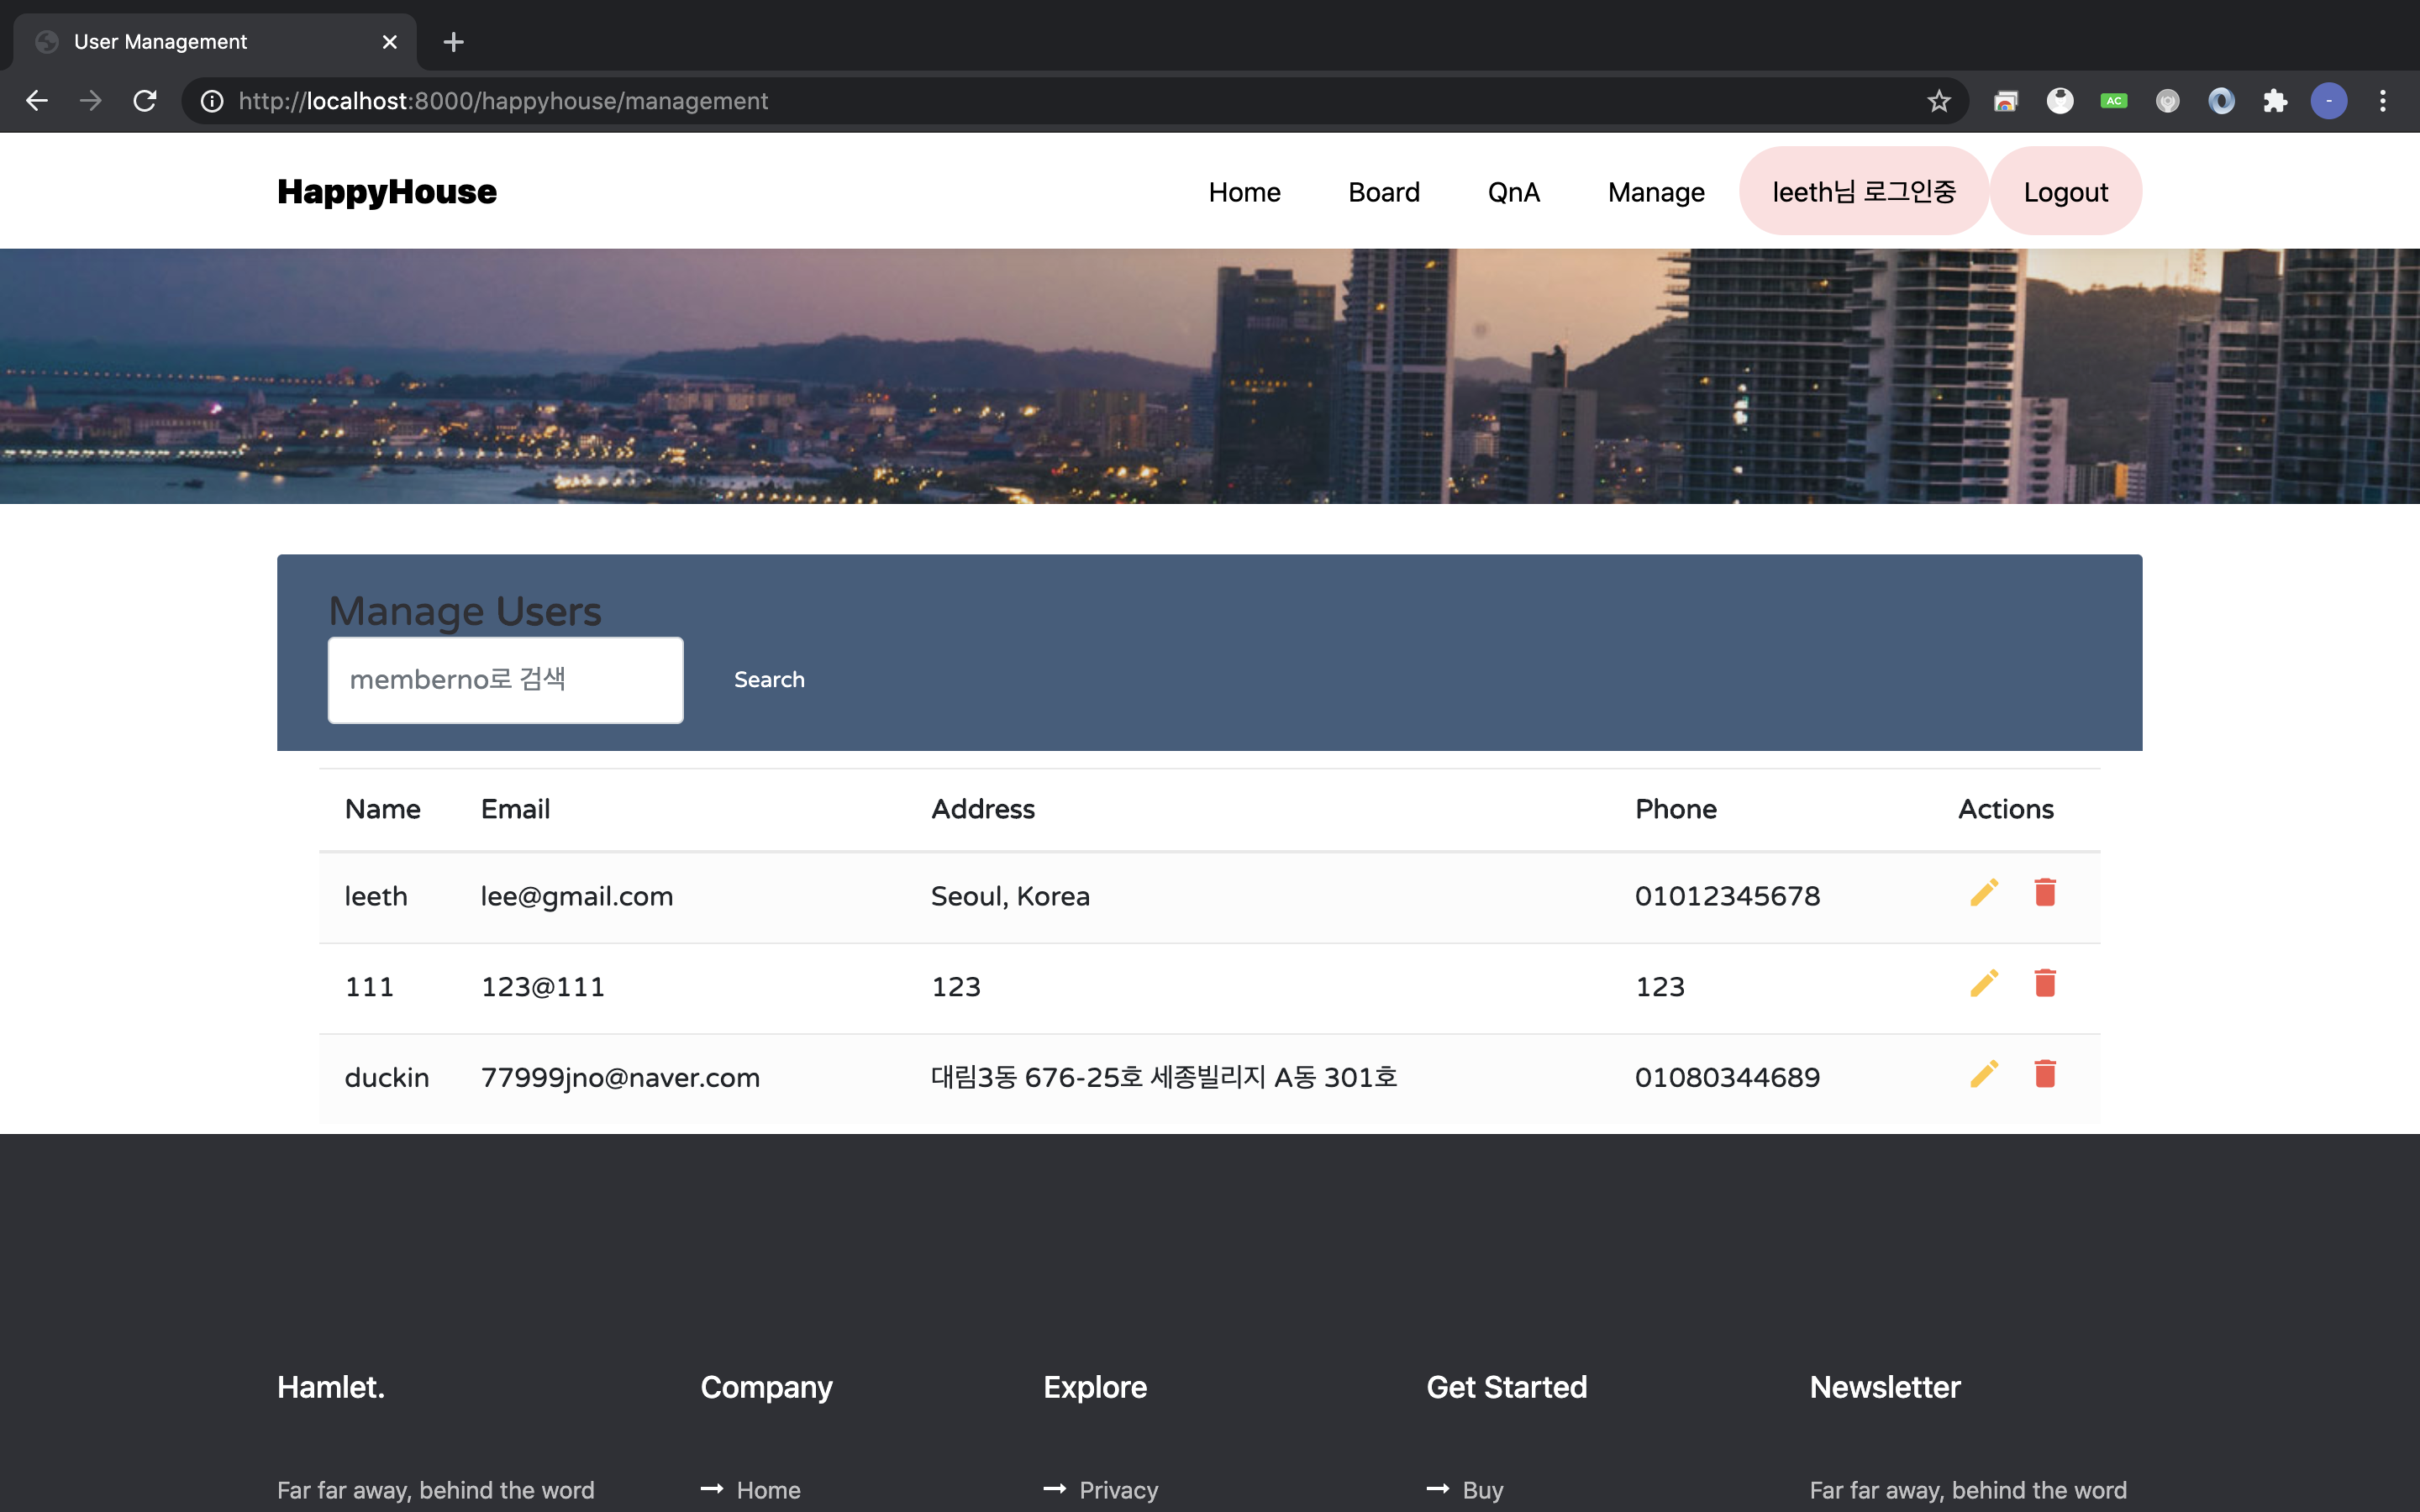 User Management
http://localhost:8000/happyhouse/management
AC
-
HappyHouse
Home Board QnA Manage leeth님 로그인중 Logout
Manage Users
memberno로 검색 Search
Name Email Address Phone Actions
leeth lee@gmail.com Seoul, Korea 01012345678
111 123@111 123 123
duckin 77999jno@naver.com 대림3동 676-25호 세종빌리지 A동 301호 01080344689
Hamlet. Company Explore Get Started Newsletter
Far far away, behind the word Home Privacy Buy Far far away, behind the word